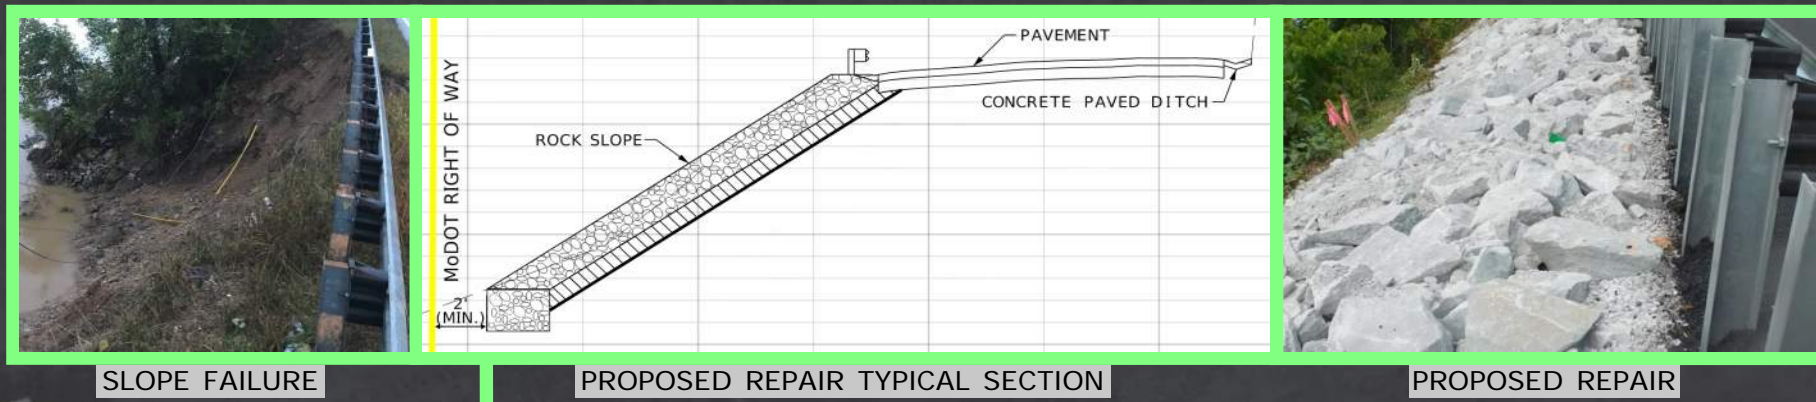 MoDOT RIGHT OF WAY
PAVEMENT
CONCRETE PAVED DITCH
ROCK SLOPE
2'
(MIN.)
SLOPE FAILURE
PROPOSED REPAIR TYPICAL SECTION
PROPOSED REPAIR